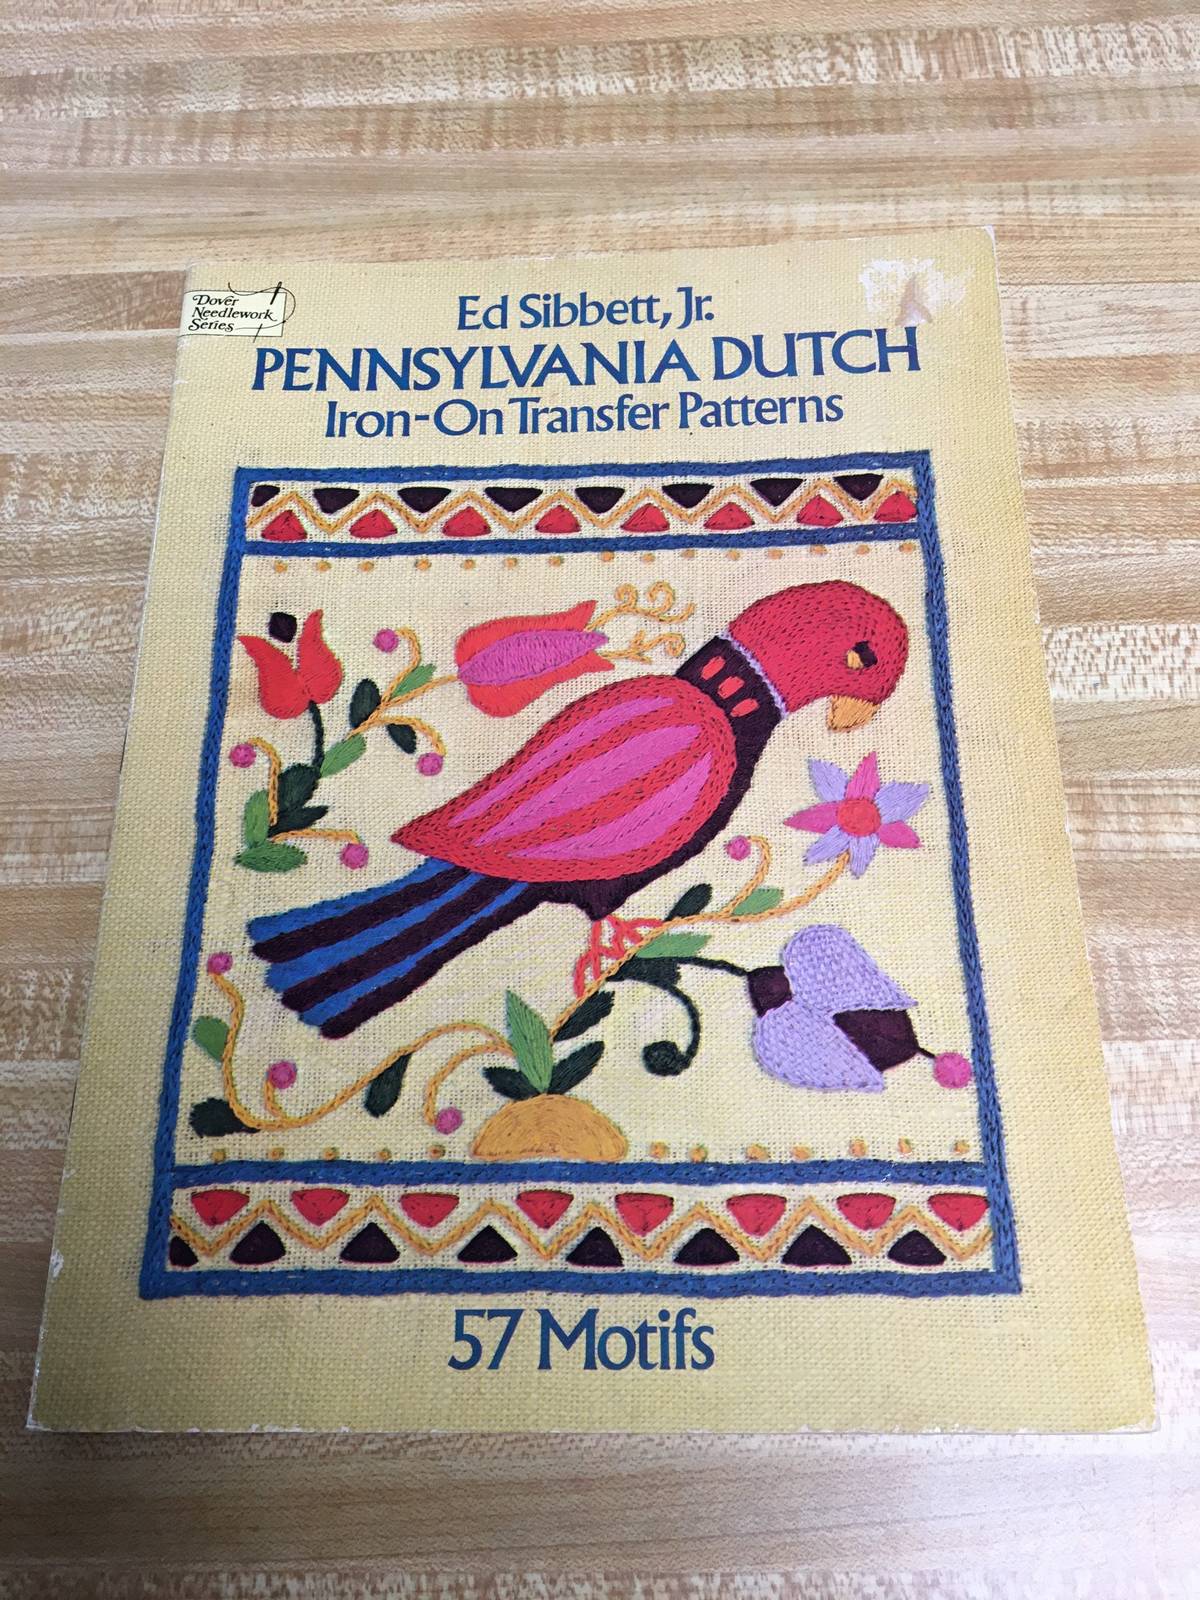 Dover
Needlework
Series
Ed Sibbett, Jr.
PENNSYLVANIA DUTCH
Iron-On Transfer Patterns
57 Motifs